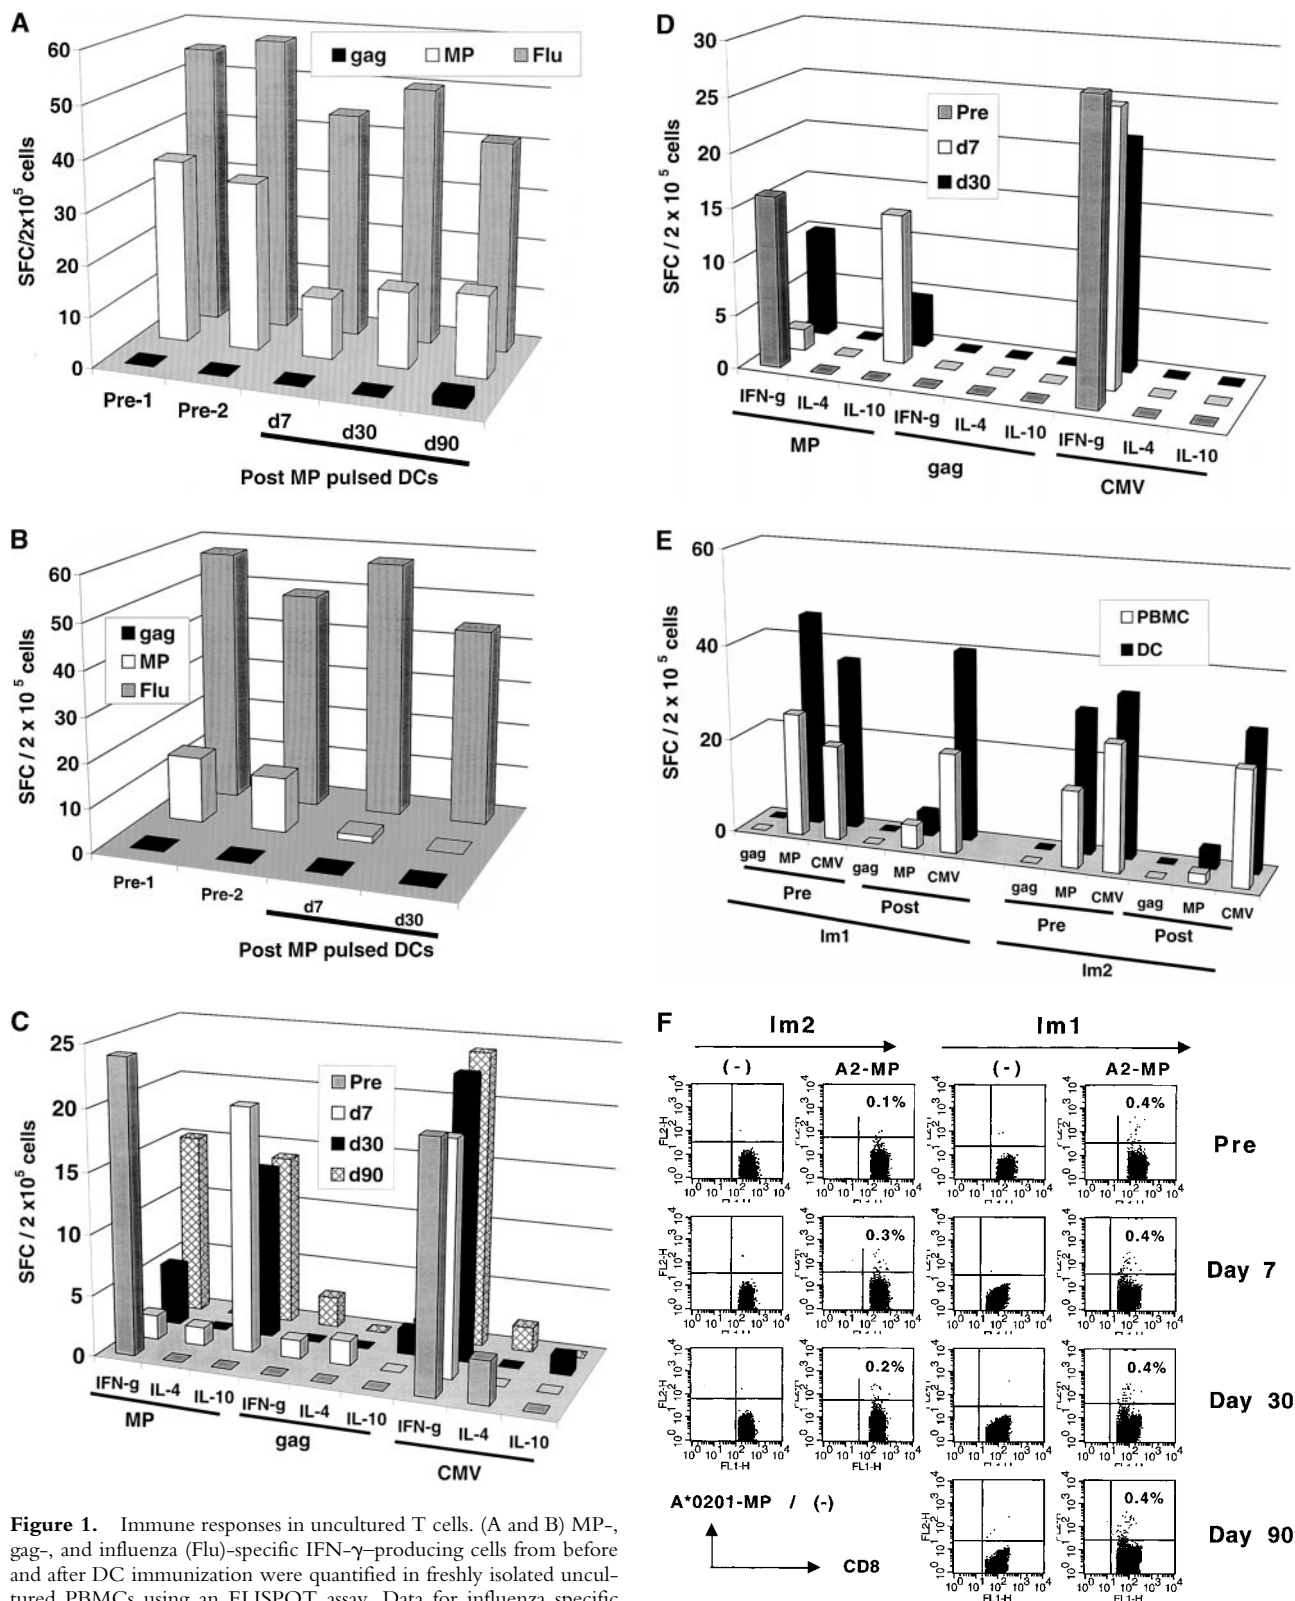 A
gag MP Flu
SFC/2x10⁵ cells
60
50
40
30
20
10
0
Pre-1 Pre-2 d7 d30 d90
Post MP pulsed DCs
B
gag
MP
Flu
SFC / 2 x 10⁵ cells
60
50
40
30
20
10
0
Pre-1 Pre-2 d7 d30
Post MP pulsed DCs
C
Pre
d7
d30
d90
SFC / 2 x10⁵ cells
25
20
15
10
5
0
IFN-g IL-4 IL-10 IFN-g IL-4 IL-10 IFN-g IL-4 IL-10
MP gag CMV
Figure 1. Immune responses in uncultured T cells. (A and B) MP-,
gag-, and influenza (Flu)-specific IFN-γ–producing cells from before
and after DC immunization were quantified in freshly isolated uncul-
tured PBMCs using an ELISPOT assay. Data for influenza specific
D
Pre
d7
d30
SFC / 2 x 10⁵ cells
30
25
20
15
10
5
0
IFN-g IL-4 IL-10 IFN-g IL-4 IL-10 IFN-g IL-4 IL-10
MP gag CMV
E
PBMC
DC
SFC / 2 x 10⁵ cells
60
40
20
0
gag MP CMV gag MP CMV gag MP CMV gag MP CMV
Pre Post Pre Post
Im1 Im2
F
Im2 Im1
(-) A2-MP (-) A2-MP
0.1% 0.4% Pre
0.3% 0.4% Day 7
0.2% 0.4% Day 30
FL1-H FL1-H
0.4% Day 90
FL2-H
FL1-H FL1-H
A*0201-MP / (-)
CD8